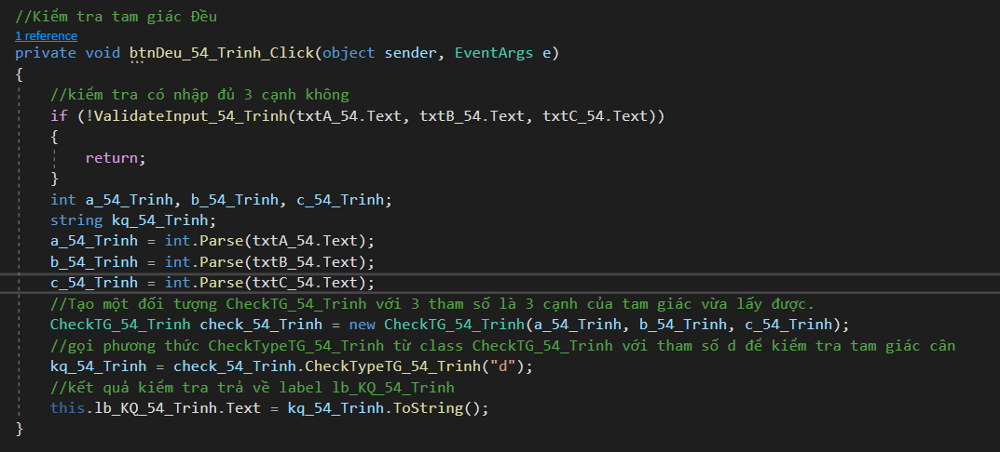 //Kiểm tra tam giác Đều
1 reference
private void btnDeu_54_Trinh_Click(object sender, EventArgs e)
{
//kiểm tra có nhập đủ 3 cạnh không
if (!ValidateInput_54_Trinh(txtA_54.Text, txtB_54.Text, txtC_54.Text))
{
return;
}
int a_54_Trinh, b_54_Trinh, c_54_Trinh;
string kq_54_Trinh;
a_54_Trinh = int.Parse(txtA_54.Text);
b_54_Trinh = int.Parse(txtB_54.Text);
c_54_Trinh = int.Parse(txtC_54.Text);
//Tạo một đối tượng CheckTG_54_Trinh với 3 tham số là 3 cạnh của tam giác vừa lấy được.
CheckTG_54_Trinh check_54_Trinh = new CheckTG_54_Trinh(a_54_Trinh, b_54_Trinh, c_54_Trinh);
//gọi phương thức CheckTypeTG_54_Trinh từ class CheckTG_54_Trinh với tham số d để kiểm tra tam giác cân
kq_54_Trinh = check_54_Trinh.CheckTypeTG_54_Trinh("d");
//kết quả kiểm tra trả về label lb_KQ_54_Trinh
this.lb_KQ_54_Trinh.Text = kq_54_Trinh.ToString();
}